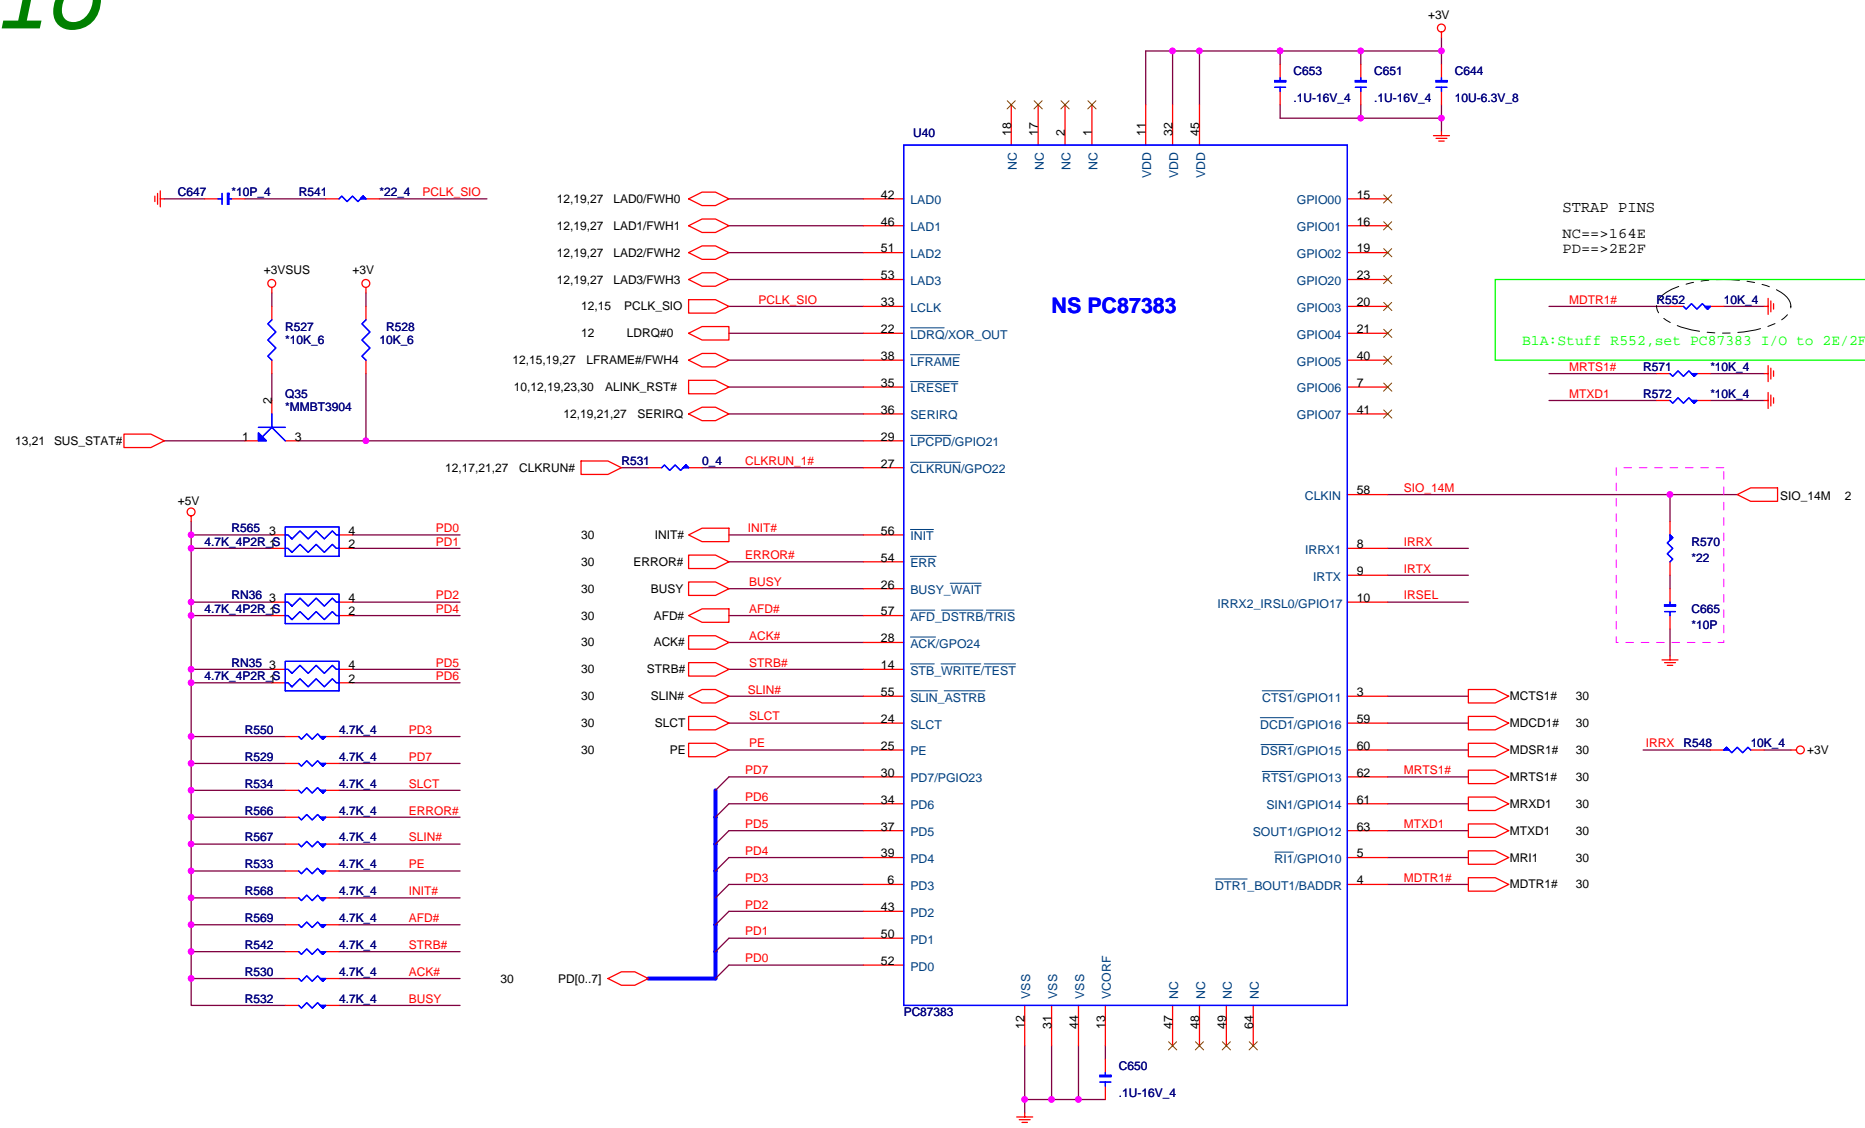 IO
+3V
C653
.1U-16V_4
C651
.1U-16V_4
C644
10U-6.3V_8
U40
18 17 2 1 11 32 45
NC NC NC NC VDD VDD VDD
C647 *10P_4 R541 *22_4 PCLK_SIO
+3VSUS
+3V
R527
*10K_6
R528
10K_6
Q35
*MMBT3904
2
1
3
13,21 SUS_STAT#
12,19,27 LAD0/FWH0 42 LAD0
12,19,27 LAD1/FWH1 46 LAD1
12,19,27 LAD2/FWH2 51 LAD2
12,19,27 LAD3/FWH3 53 LAD3
12,15 PCLK_SIO PCLK_SIO 33 LCLK
12 LDRQ#0 22 LDRQ/XOR_OUT
12,15,19,27 LFRAME#/FWH4 38 LFRAME
10,12,19,23,30 ALINK_RST# 35 LRESET
12,19,21,27 SERIRQ 36 SERIRQ
29 LPCPD/GPIO21
12,17,21,27 CLKRUN# R531 0_4 CLKRUN_1# 27 CLKRUN/GPO22
NS PC87383
30 INIT# INIT# 56 INIT
30 ERROR# ERROR# 54 ERR
30 BUSY BUSY 26 BUSY_WAIT
30 AFD# AFD# 57 AFD_DSTRB/TRIS
30 ACK# ACK# 28 ACK/GPO24
30 STRB# STRB# 14 STB_WRITE/TEST
30 SLIN# SLIN# 55 SLIN_ASTRB
30 SLCT SLCT 24 SLCT
30 PE PE 25 PE
PD7 30 PD7/PGIO23
PD6 34 PD6
PD5 37 PD5
PD4 39 PD4
PD3 6 PD3
PD2 43 PD2
PD1 50 PD1
PD0 52 PD0
30 PD[0..7]
+5V
R565 3 4 PD0
4.7K_4P2R_S 1 2 PD1
RN36 3 4 PD2
4.7K_4P2R_S 1 2 PD4
RN35 3 4 PD5
4.7K_4P2R_S 1 2 PD6
R550 4.7K_4 PD3
R529 4.7K_4 PD7
R534 4.7K_4 SLCT
R566 4.7K_4 ERROR#
R567 4.7K_4 SLIN#
R533 4.7K_4 PE
R568 4.7K_4 INIT#
R569 4.7K_4 AFD#
R542 4.7K_4 STRB#
R530 4.7K_4 ACK#
R532 4.7K_4 BUSY
GPIO00 15
GPIO01 16
GPIO02 19
GPIO20 23
GPIO03 20
GPIO04 21
GPIO05 40
GPIO06 7
GPIO07 41
CLKIN 58 SIO_14M SIO_14M 2
IRRX1 8 IRRX
IRTX 9 IRTX
IRRX2_IRSL0/GPIO17 10 IRSEL
CTS1/GPIO11 3 MCTS1# 30
DCD1/GPIO16 59 MDCD1# 30
DSR1/GPIO15 60 MDSR1# 30
RTS1/GPIO13 62 MRTS1# MRTS1# 30
SIN1/GPIO14 61 MRXD1 30
SOUT1/GPIO12 63 MTXD1 MTXD1 30
RI1/GPIO10 5 MRI1 30
DTR1_BOUT1/BADDR 4 MDTR1# MDTR1# 30
STRAP PINS
NC==>164E
PD==>2E2F
MDTR1# R552 10K_4
B1A:Stuff R552,set PC87383 I/O to 2E/2F
MRTS1# R571 *10K_4
MTXD1 R572 *10K_4
R570
*22
C665
*10P
IRRX R548 10K_4 +3V
PC87383
VSS VSS VSS VCORF NC NC NC NC
12 31 44 13 47 48 49 64
C650
.1U-16V_4